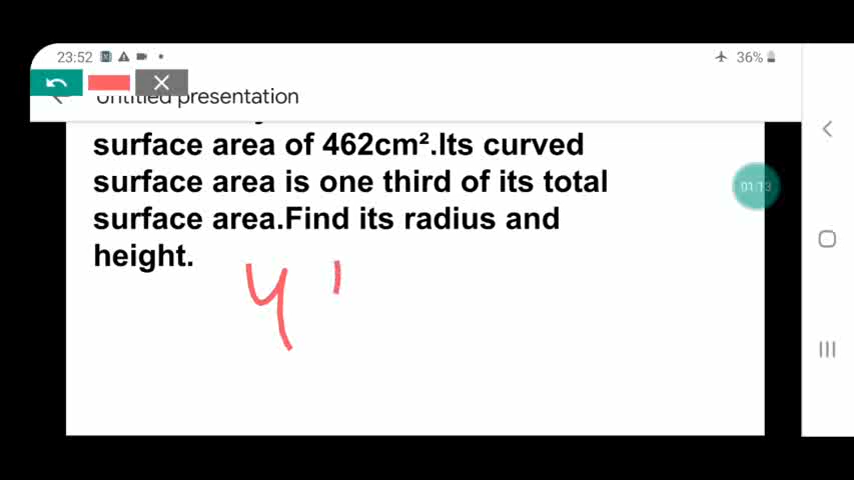 23:52
36%
Untitled presentation
surface area of 462cm².Its curved
01:13
surface area is one third of its total
surface area.Find its radius and
height.
4